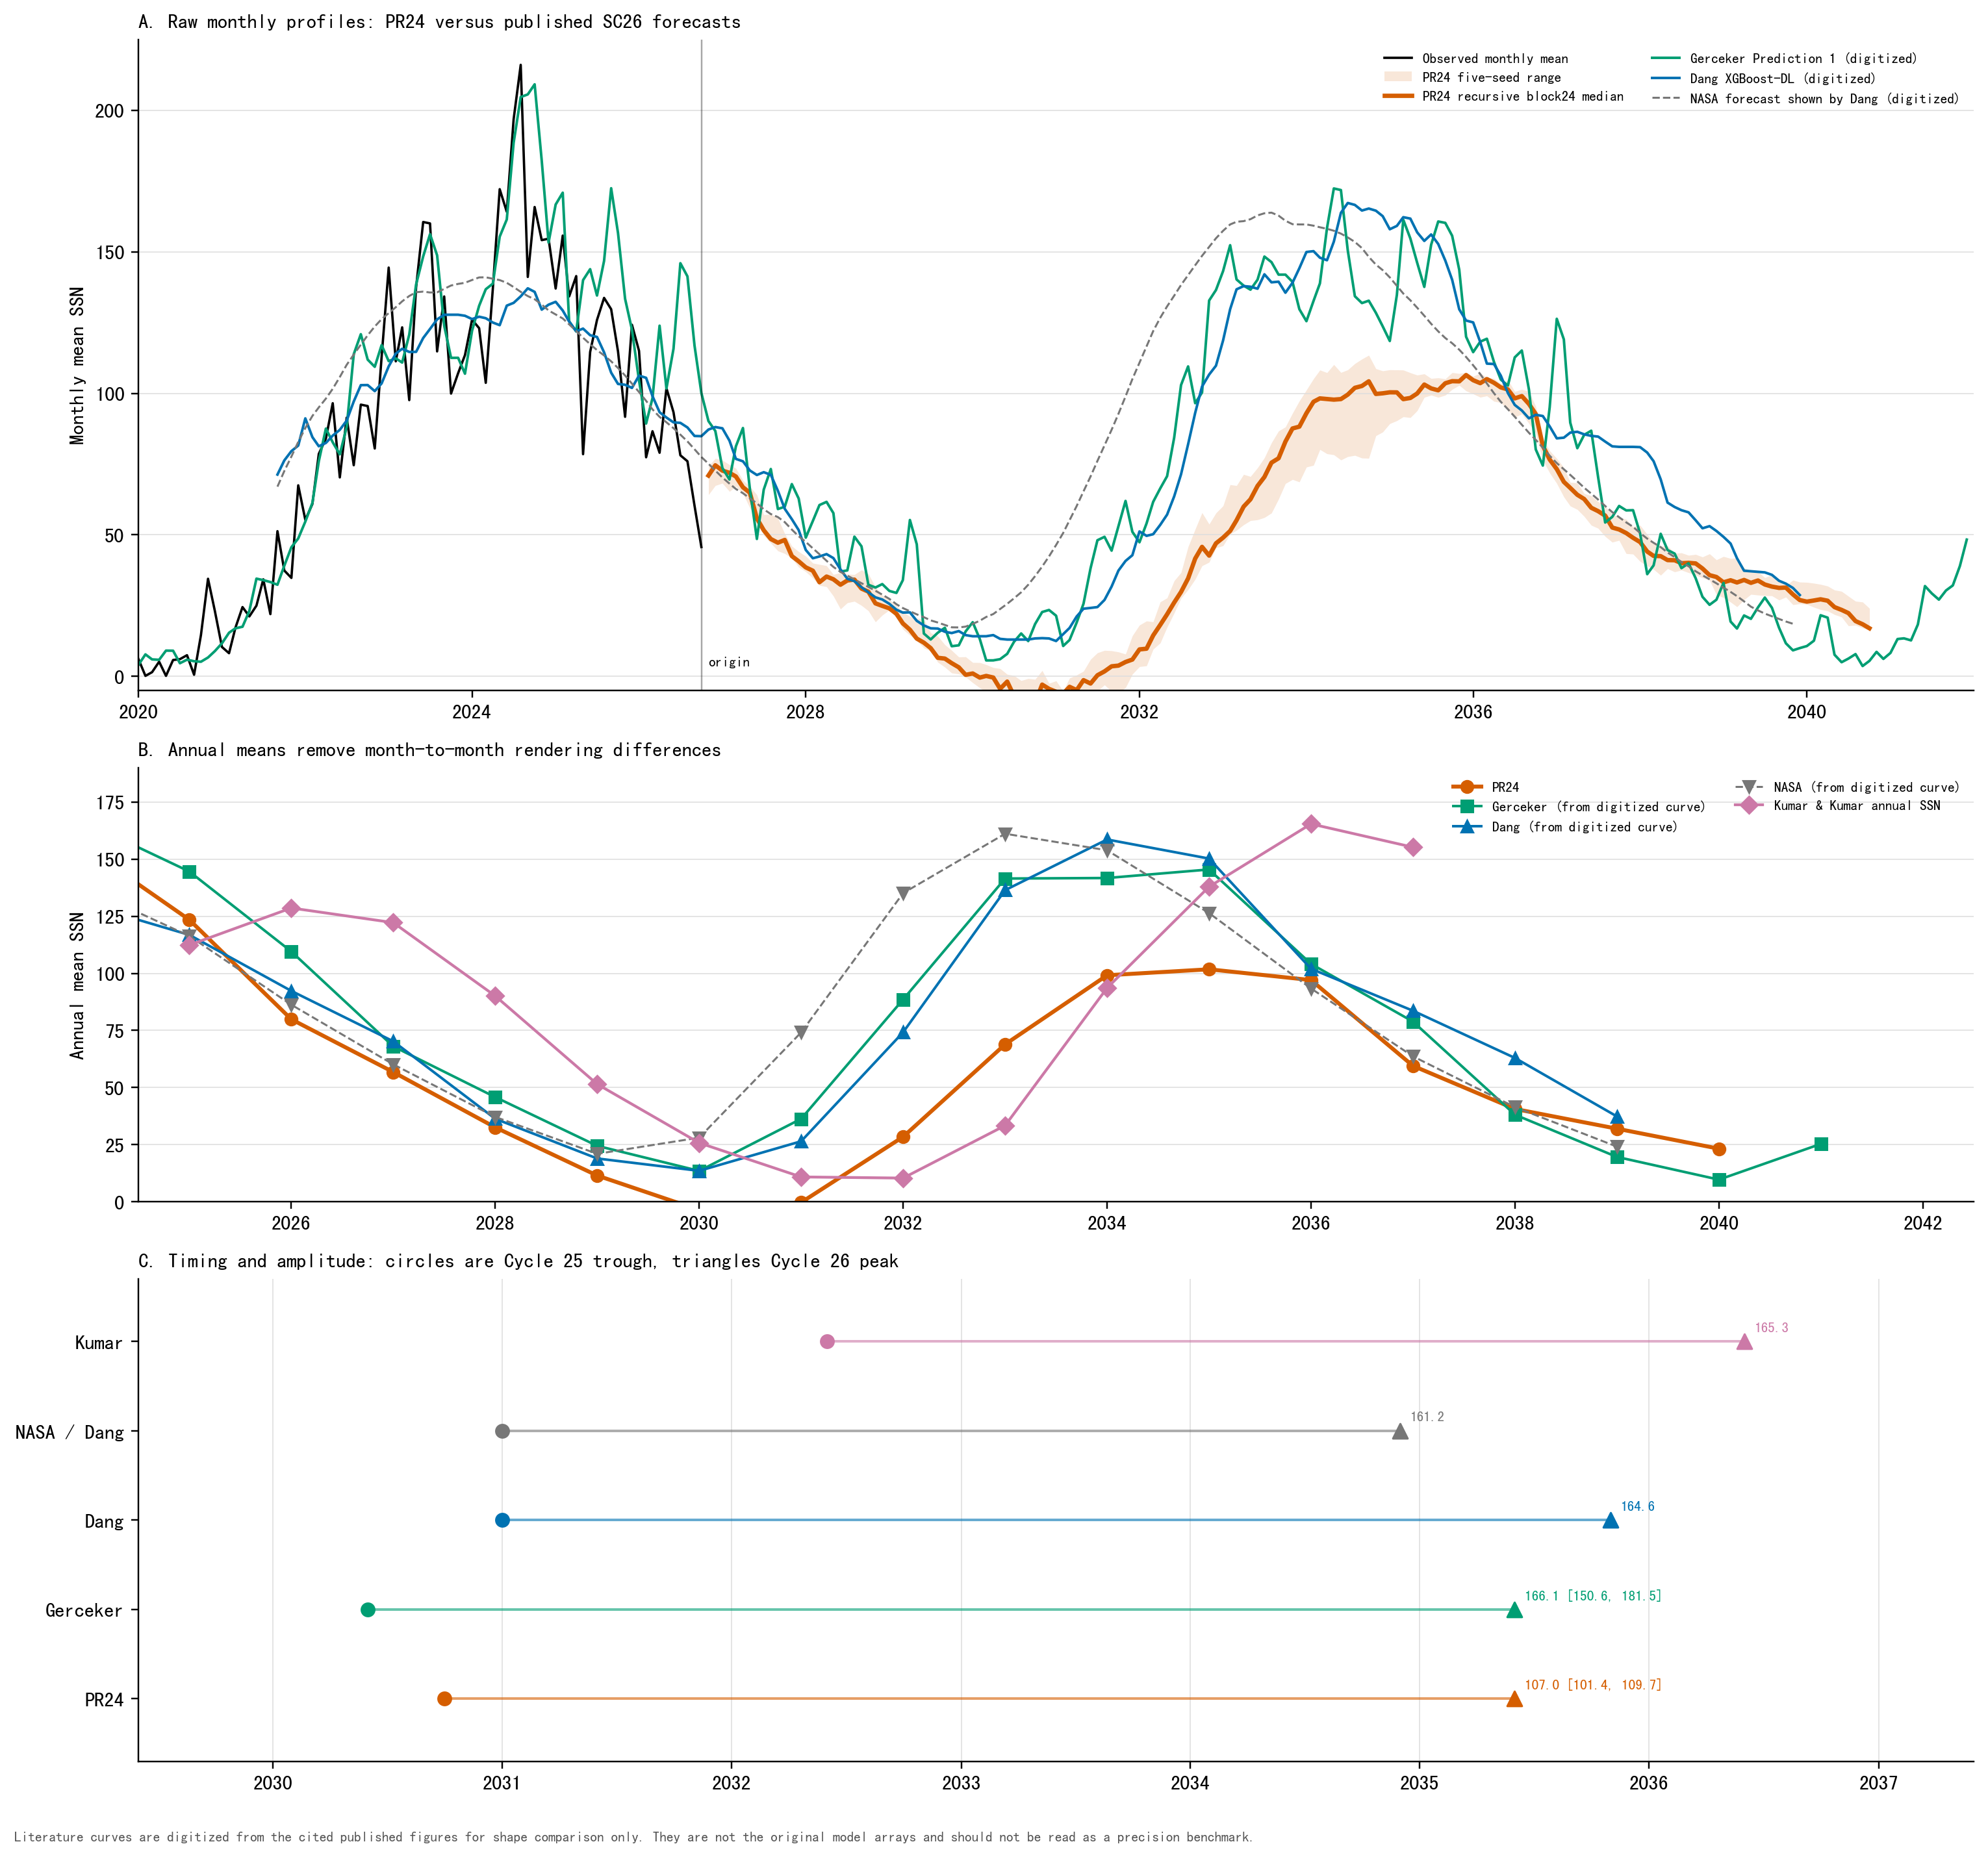 A. Raw monthly profiles: PR24 versus published SC26 forecasts
Observed monthly mean
PR24 five-seed range
PR24 recursive block24 median
Gerceker Prediction 1 (digitized)
Dang XGBoost-DL (digitized)
NASA forecast shown by Dang (digitized)
Monthly mean SSN
200
150
100
50
0
origin
2020 2024 2028 2032 2036 2040
B. Annual means remove month-to-month rendering differences
PR24
Gerceker (from digitized curve)
Dang (from digitized curve)
NASA (from digitized curve)
Kumar & Kumar annual SSN
Annual mean SSN
175
150
125
100
75
50
25
0
2026 2028 2030 2032 2034 2036 2038 2040 2042
C. Timing and amplitude: circles are Cycle 25 trough, triangles Cycle 26 peak
Kumar
165.3
NASA / Dang
161.2
Dang
164.6
Gerceker
166.1 [150.6, 181.5]
PR24
107.0 [101.4, 109.7]
2030 2031 2032 2033 2034 2035 2036 2037
Literature curves are digitized from the cited published figures for shape comparison only. They are not the original model arrays and should not be read as a precision benchmark.